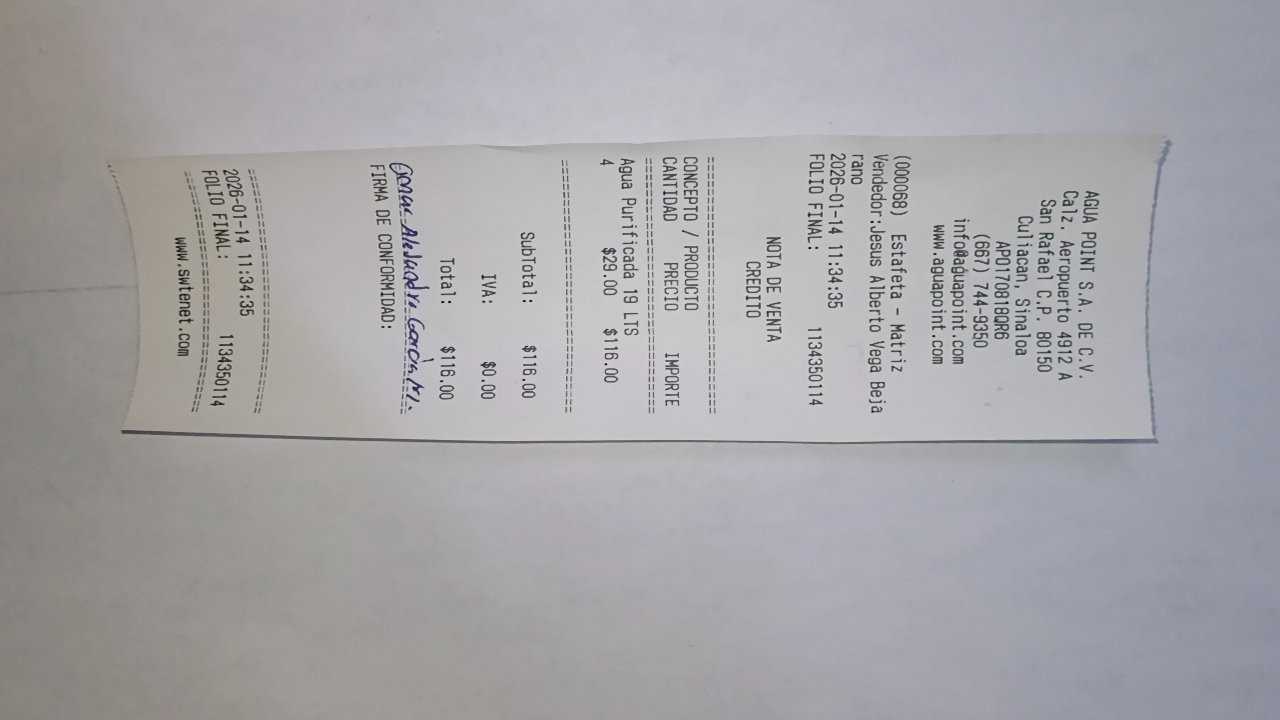 AGUA POINT S.A. DE C.V.
Calz. Aeropuerto 4912 A
San Rafael C.P. 80150
Culiacan, Sinaloa
APO170818QR6
(667) 744-9350
info@aguapoint.com
www.aguapoint.com
(000068) Estafeta - Matriz
Vendedor:Jesus Alberto Vega Beja
rano
2026-01-14 11:34:35
FOLIO FINAL: 1134350114
NOTA DE VENTA
CREDITO
================================
CONCEPTO / PRODUCTO
CANTIDAD PRECIO IMPORTE
================================
Agua Purificada 19 LTS
4 $29.00 $116.00
================================
SubTotal: $116.00
IVA: $0.00
Total: $116.00
Alejandro García M.
FIRMA DE CONFORMIDAD:
================================
2026-01-14 11:34:35
FOLIO FINAL: 1134350114
================================
www.swtenet.com